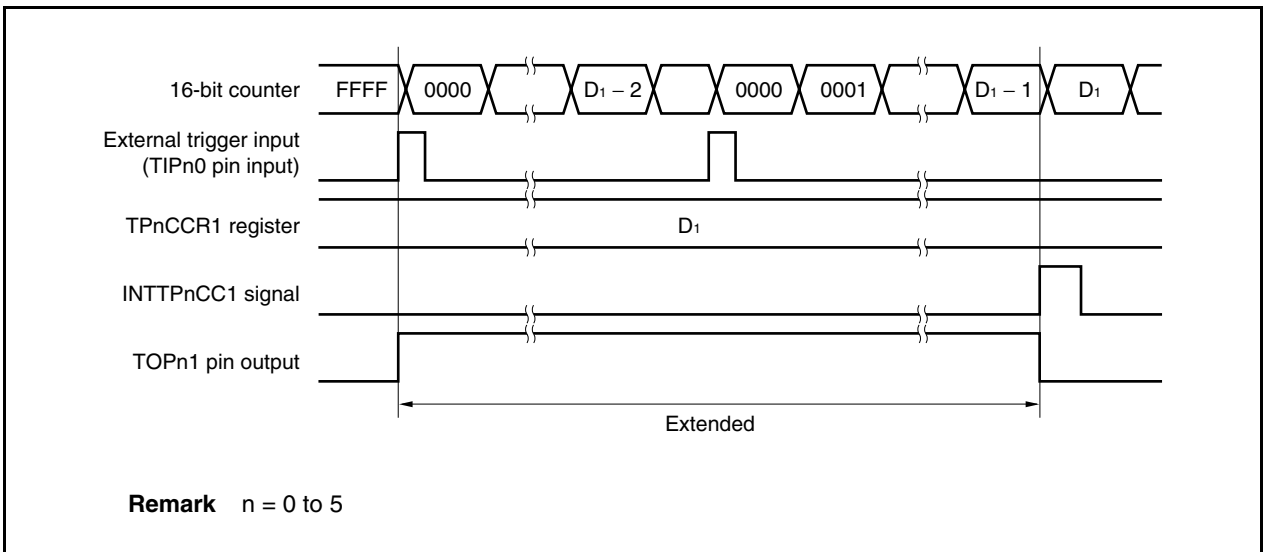 16-bit counter FFFF 0000 D₁ − 2 0000 0001 D₁ − 1 D₁
External trigger input
(TIPn0 pin input)
TPnCCR1 register D₁
INTTPnCC1 signal
TOPn1 pin output
Extended
Remark n = 0 to 5